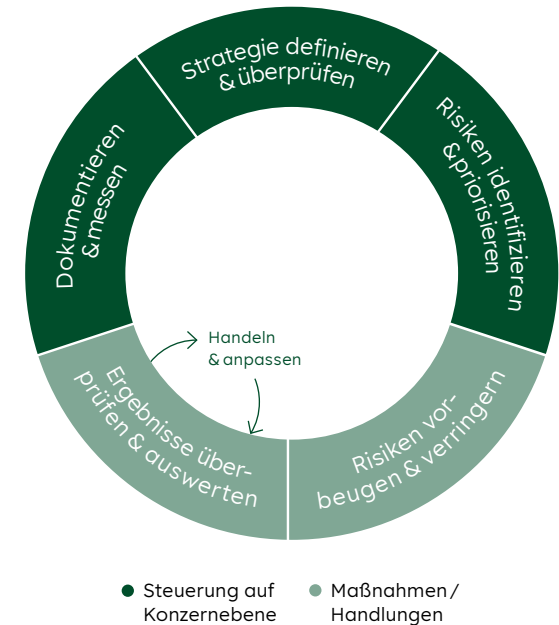 Strategie definieren
& überprüfen
Risiken identifizieren
& priorisieren
Risiken vor-
beugen & verringern
Ergebnisse über-
prüfen & auswerten
Dokumentieren
& messen
Handeln
& anpassen
Steuerung auf
Konzernebene
Maßnahmen /
Handlungen